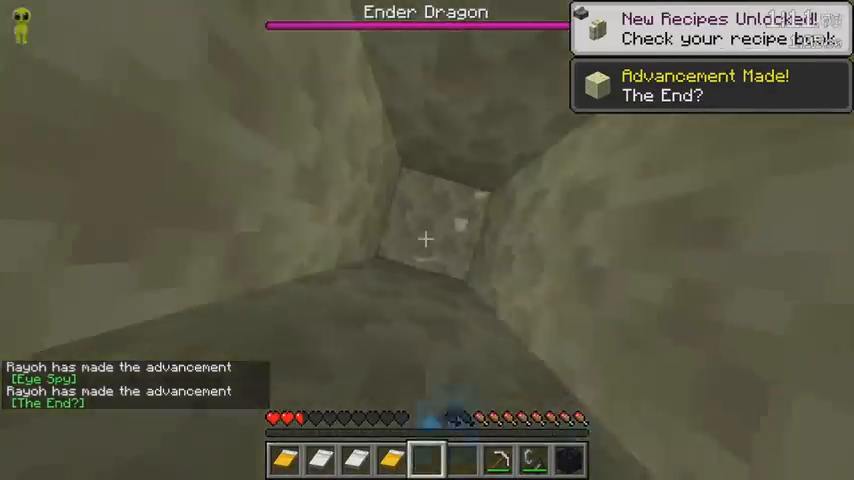 Ender Dragon
New Recipes Unlocked!
Check your recipe book
Advancement Made!
The End?
Rayoh has made the advancement
[Eye Spy]
Rayoh has made the advancement
[The End?]